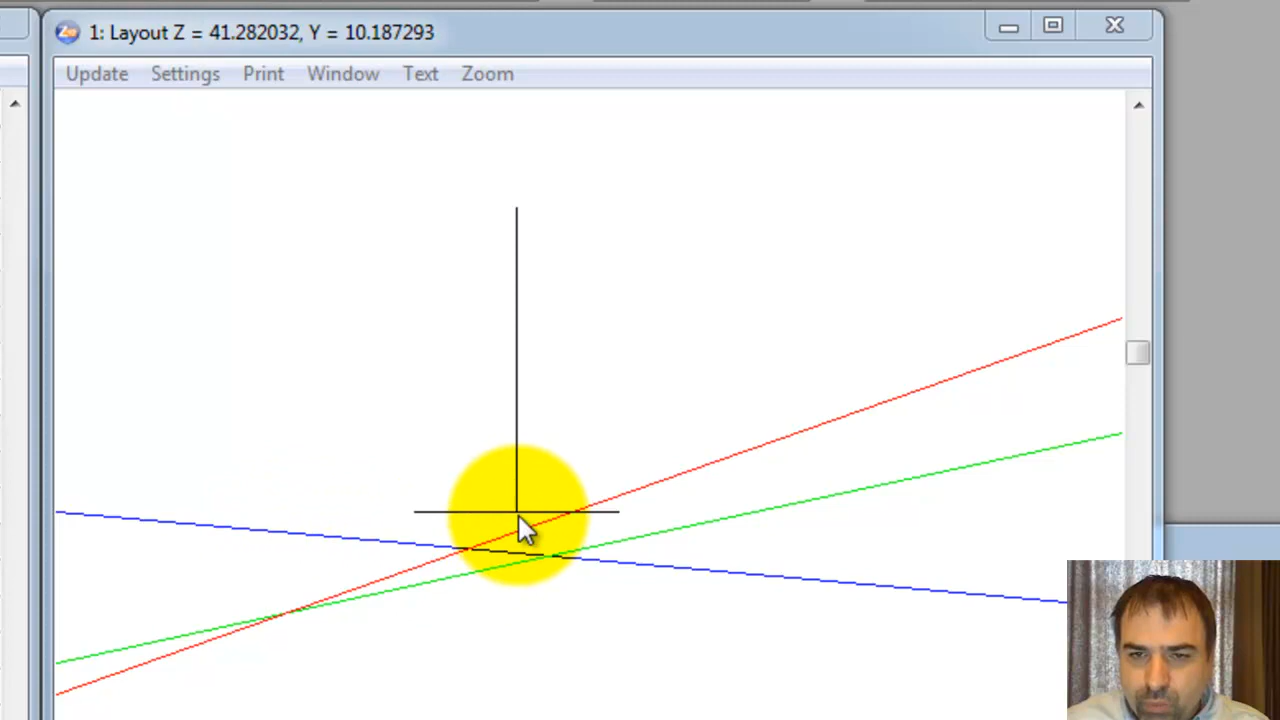 1: Layout Z = 41.282032, Y = 10.187293
Update Settings Print Window Text Zoom